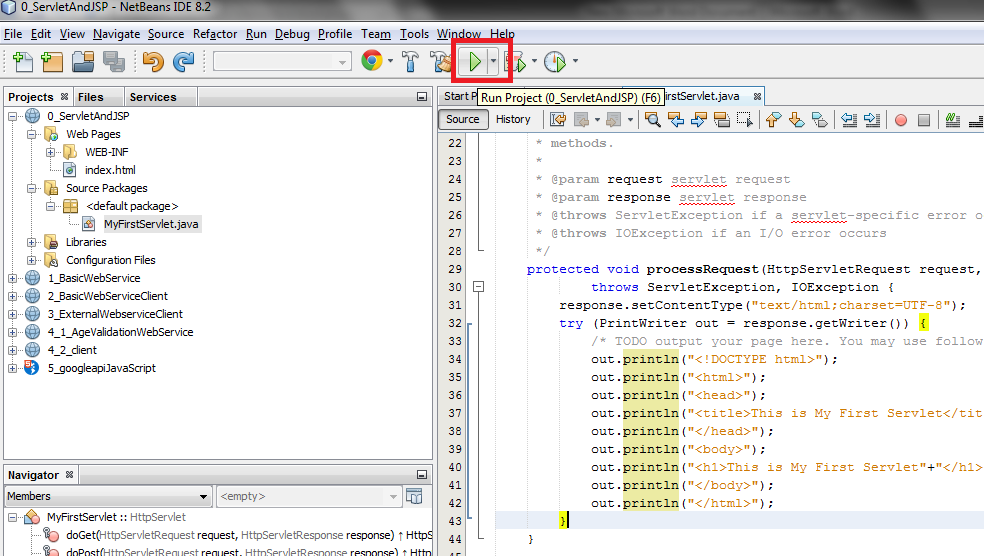 0_ServletAndJSP - NetBeans IDE 8.2
File Edit View Navigate Source Refactor Run Debug Profile Team Tools Window Help
Projects Files Services
0_ServletAndJSP
Web Pages
WEB-INF
index.html
Source Packages
<default package>
MyFirstServlet.java
Libraries
Configuration Files
1_BasicWebService
2_BasicWebServiceClient
3_ExternalWebserviceClient
4_1_AgeValidationWebService
4_2_client
5_googleapiJavaScript
Navigator
Members <empty>
MyFirstServlet :: HttpServlet
doGet(HttpServletRequest request, HttpServletResponse response) ↑ HttpS
doPost(HttpServletRequest request, HttpServletResponse response) ↑ Http
Start P irstServlet.java
Run Project (0_ServletAndJSP) (F6)
Source History
22 * methods.
23 *
24 * @param request servlet request
25 * @param response servlet response
26 * @throws ServletException if a servlet-specific error o
27 * @throws IOException if an I/O error occurs
28 */
29 protected void processRequest(HttpServletRequest request,
30 throws ServletException, IOException {
31 response.setContentType("text/html;charset=UTF-8");
32 try (PrintWriter out = response.getWriter()) {
33 /* TODO output your page here. You may use follow
34 out.println("<!DOCTYPE html>");
35 out.println("<html>");
36 out.println("<head>");
37 out.println("<title>This is My First Servlet</tit
38 out.println("</head>");
39 out.println("<body>");
40 out.println("<h1>This is My First Servlet"+"</h1>
41 out.println("</body>");
42 out.println("</html>");
43 }
44 }